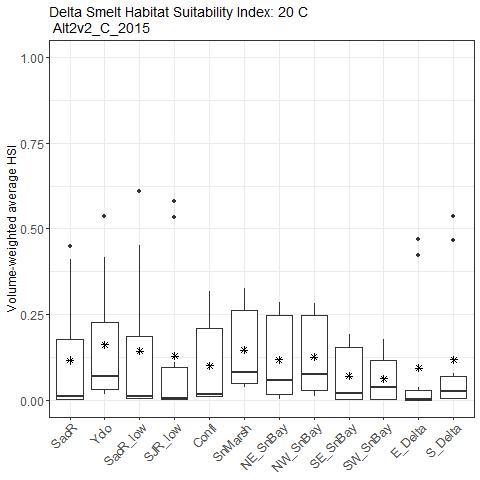 Delta Smelt Habitat Suitability Index: 20 C
Alt2v2_C_2015
Volume-weighted average HSI
1.00
0.75
0.50
0.25
0.00
SacR
Yolo
SacR_low
SJR_low
Confl
SnMarsh
NE_SnBay
NW_SnBay
SE_SnBay
SW_SnBay
E_Delta
S_Delta